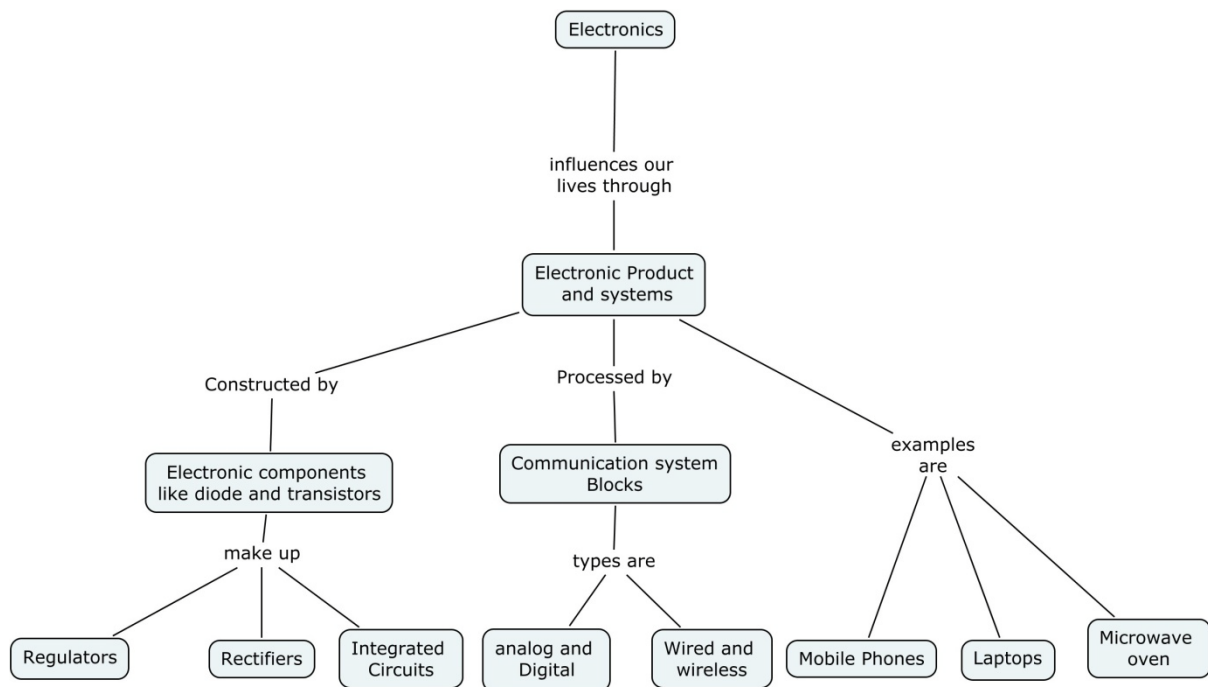 Electronics
influences our
lives through
Electronic Product
and systems
Constructed by
Processed by
examples
are
Electronic components
like diode and transistors
Communication system
Blocks
make up
types are
Regulators
Rectifiers
Integrated
Circuits
analog and
Digital
Wired and
wireless
Mobile Phones
Laptops
Microwave
oven